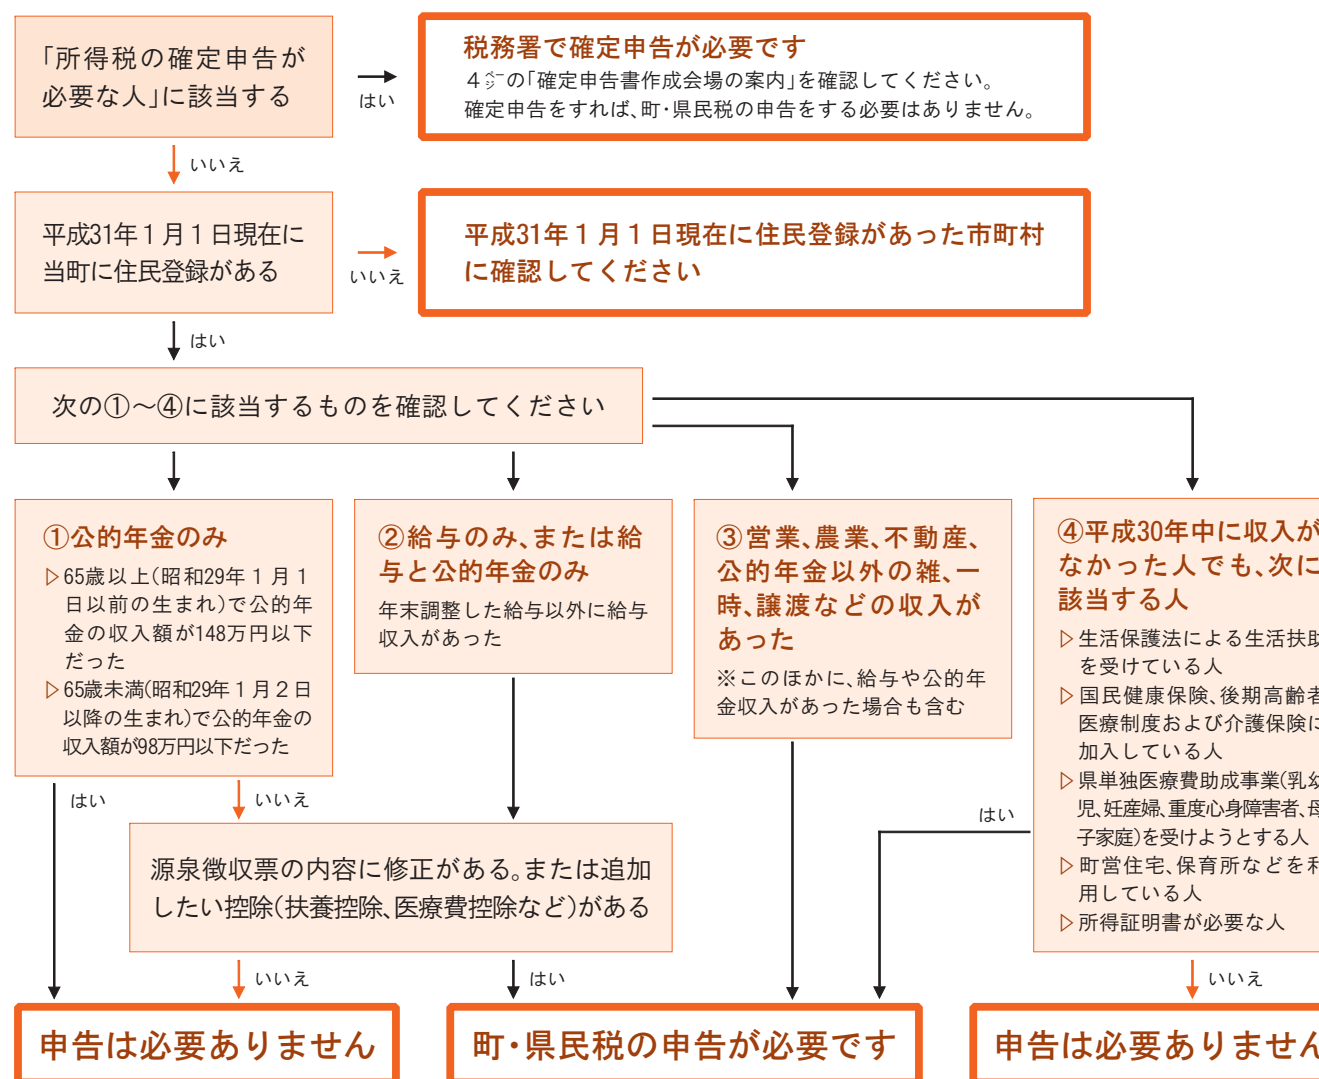 「所得税の確定申告が
必要な人」に該当する
はい
税務署で確定申告が必要です
4㌻の「確定申告書作成会場の案内」を確認してください。
確定申告をすれば、町・県民税の申告をする必要はありません。
いいえ
平成31年1月1日現在に
当町に住民登録がある
いいえ
平成31年1月1日現在に住民登録があった市町村
に確認してください
はい
次の①～④に該当するものを確認してください
①公的年金のみ
▷65歳以上(昭和29年1月1
日以前の生まれ)で公的年
金の収入額が148万円以下
だった
▷65歳未満(昭和29年1月2日
以降の生まれ)で公的年金の
収入額が98万円以下だった
②給与のみ、または給
与と公的年金のみ
年末調整した給与以外に給与
収入があった
③営業、農業、不動産、
公的年金以外の雑、一
時、譲渡などの収入が
あった
※このほかに、給与や公的年
金収入があった場合も含む
④平成30年中に収入が
なかった人でも、次に
該当する人
▷生活保護法による生活扶助
を受けている人
▷国民健康保険、後期高齢者
医療制度および介護保険に
加入している人
▷県単独医療費助成事業(乳幼
児、妊産婦、重度心身障害者、母
子家庭)を受けようとする人
▷町営住宅、保育所などを利
用している人
▷所得証明書が必要な人
はい
いいえ
はい
源泉徴収票の内容に修正がある。または追加
したい控除(扶養控除、医療費控除など)がある
いいえ
はい
いいえ
申告は必要ありません
町・県民税の申告が必要です
申告は必要ありません